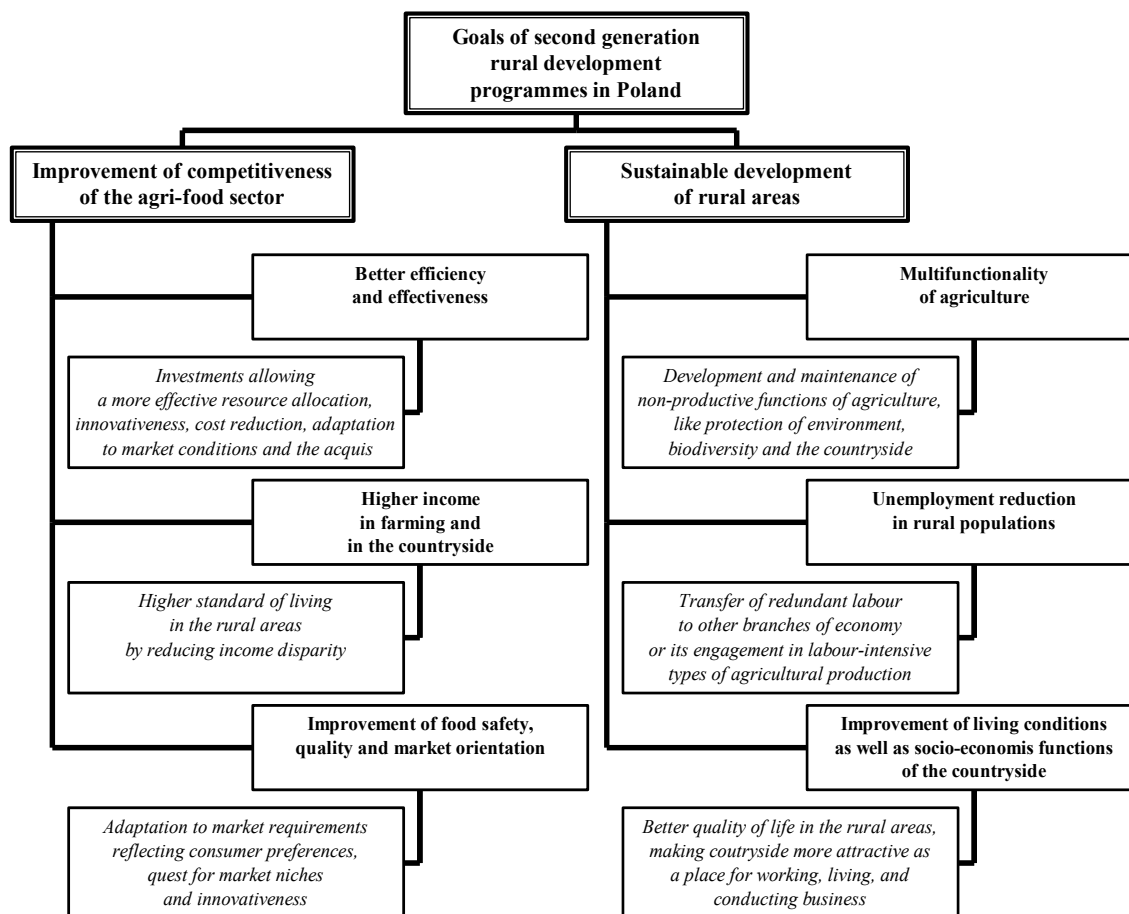 Goals of second generation
rural development
programmes in Poland
Improvement of competitiveness
of the agri-food sector
Sustainable development
of rural areas
Better efficiency
and effectiveness
Investments allowing
a more effective resource allocation,
innovativeness, cost reduction, adaptation
to market conditions and the acquis
Higher income
in farming and
in the countryside
Higher standard of living
in the rural areas
by reducing income disparity
Improvement of food safety,
quality and market orientation
Adaptation to market requirements
reflecting consumer preferences,
quest for market niches
and innovativeness
Multifunctionality
of agriculture
Development and maintenance of
non-productive functions of agriculture,
like protection of environment,
biodiversity and the countryside
Unemployment reduction
in rural populations
Transfer of redundant labour
to other branches of economy
or its engagement in labour-intensive
types of agricultural production
Improvement of living conditions
as well as socio-economis functions
of the countryside
Better quality of life in the rural areas,
making coutryside more attractive as
a place for working, living, and
conducting business